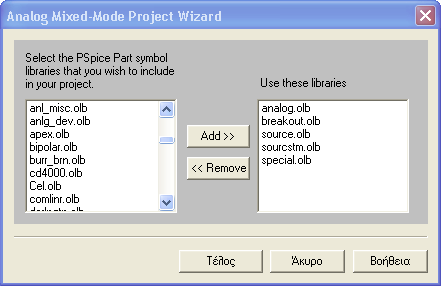 Analog Mixed-Mode Project Wizard
Select the PSpice Part symbol
libraries that you wish to include
in your project.
Use these libraries
anl_misc.olb
anlg_dev.olb
apex.olb
bipolar.olb
burr_brn.olb
cd4000.olb
Cel.olb
comlinr.olb
Add >>
<< Remove
analog.olb
breakout.olb
source.olb
sourcstm.olb
special.olb
Τέλος
Άκυρο
Βοήθεια